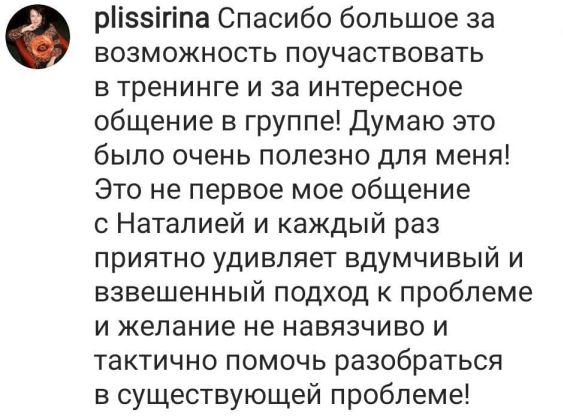 plissirina Спасибо большое за
возможность поучаствовать
в тренинге и за интересное
общение в группе! Думаю это
было очень полезно для меня!
Это не первое мое общение
с Наталией и каждый раз
приятно удивляет вдумчивый и
взвешенный подход к проблеме
и желание не навязчиво и
тактично помочь разобраться
в существующей проблеме!